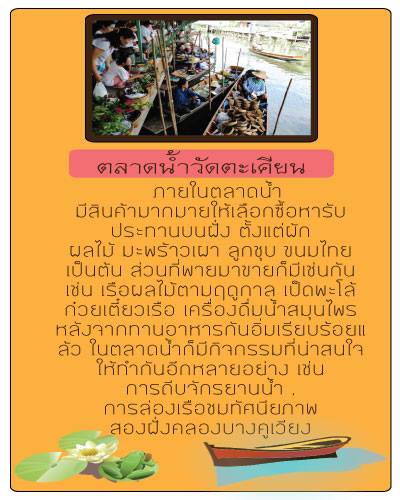 ตลาดน้ำวัดตะเคียน
ภายในตลาดน้ำ
มีสินค้ามากมายให้เลือกซื้อหารับ
ประทานบนฝั่ง ตั้งแต่ผัก
ผลไม้ มะพร้าวเผา ลูกชุบ ขนมไทย
เป็นต้น ส่วนที่พายมาขายก็มีเช่นกัน
เช่น เรือผลไม้ตามฤดูกาล เป็ดพะโล้
ก๋วยเตี๋ยวเรือ เครื่องดื่มน้ำสมุนไพร
หลังจากทานอาหารกันอิ่มเรียบร้อยแ
ล้ว ในตลาดน้ำก็มีกิจกรรมที่น่าสนใจ
ให้ทำกันอีกหลายอย่าง เช่น
การถีบจักรยานน้ำ .
การล่องเรือชมทัศนียภาพ
สองฝั่งคลองบางคูเวียง